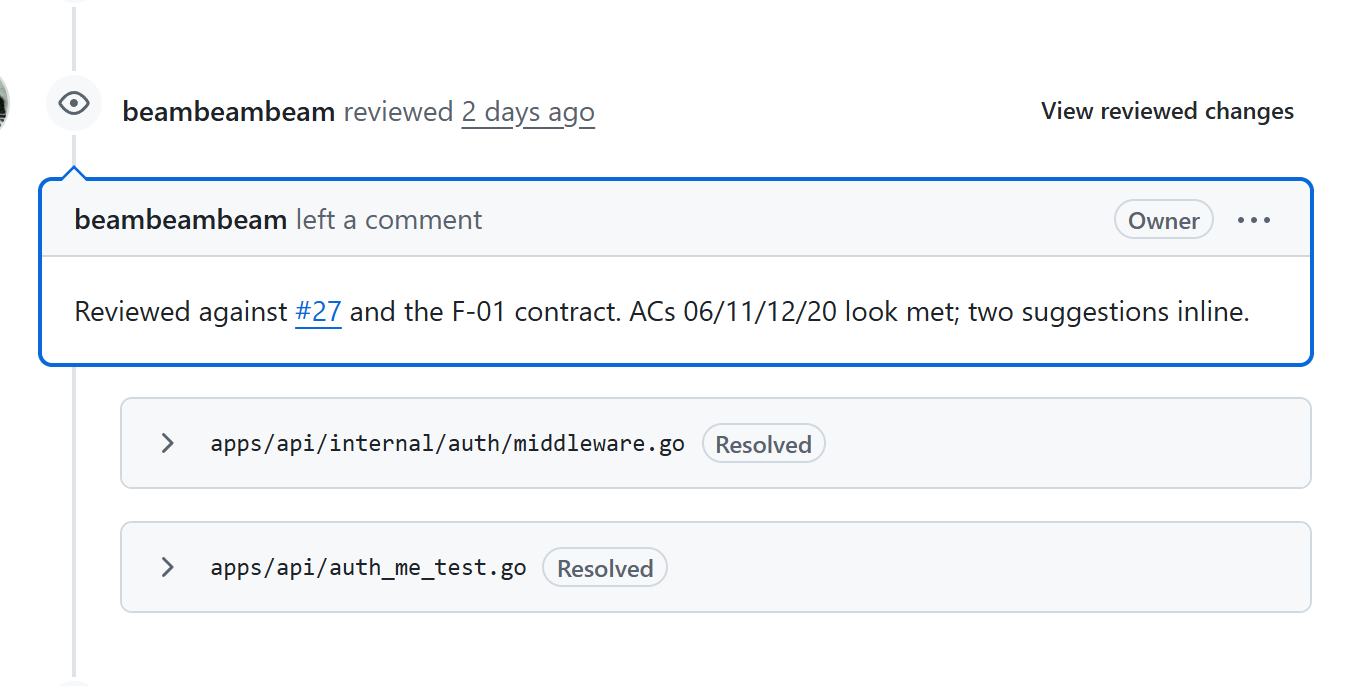 beambeambeam reviewed 2 days ago
View reviewed changes
beambeambeam left a comment
Owner
Reviewed against #27 and the F-01 contract. ACs 06/11/12/20 look met; two suggestions inline.
apps/api/internal/auth/middleware.go Resolved
apps/api/auth_me_test.go Resolved